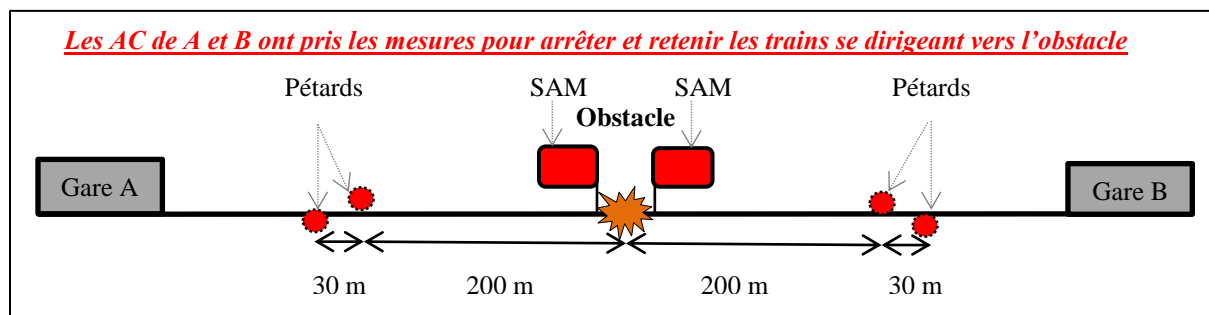 Les AC de A et B ont pris les mesures pour arrêter et retenir les trains se dirigeant vers l’obstacle
Pétards SAM SAM Pétards
Obstacle
Gare A Gare B
30 m 200 m 200 m 30 m